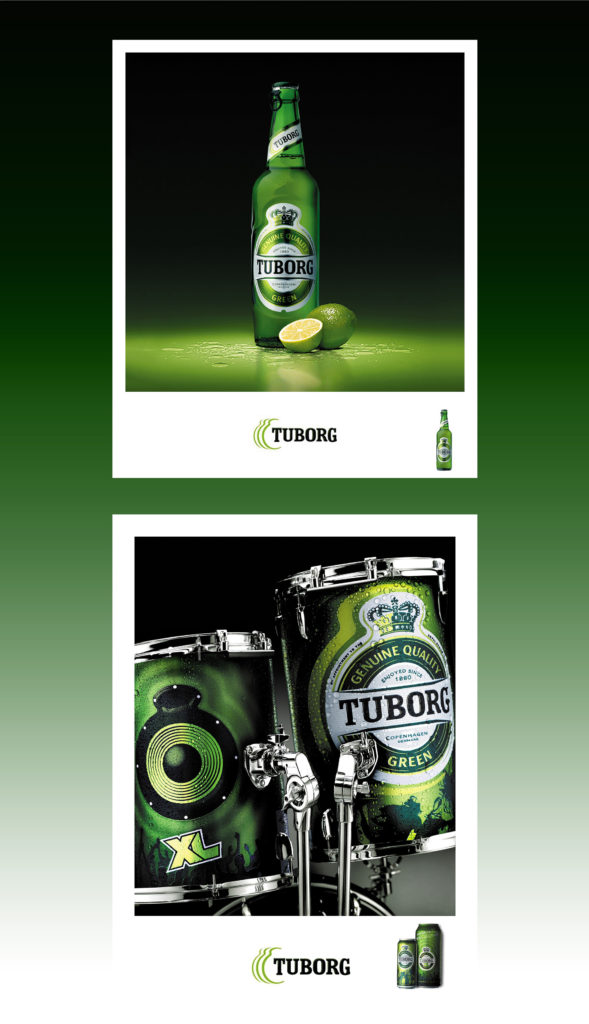 TUBORG
GENUINE QUALITY
TUBORG
GREEN
TUBORG
GENUINE QUALITY
ENJOYED SINCE
1880
TUBORG
COPENHAGEN
GREEN
XL
TUBORG